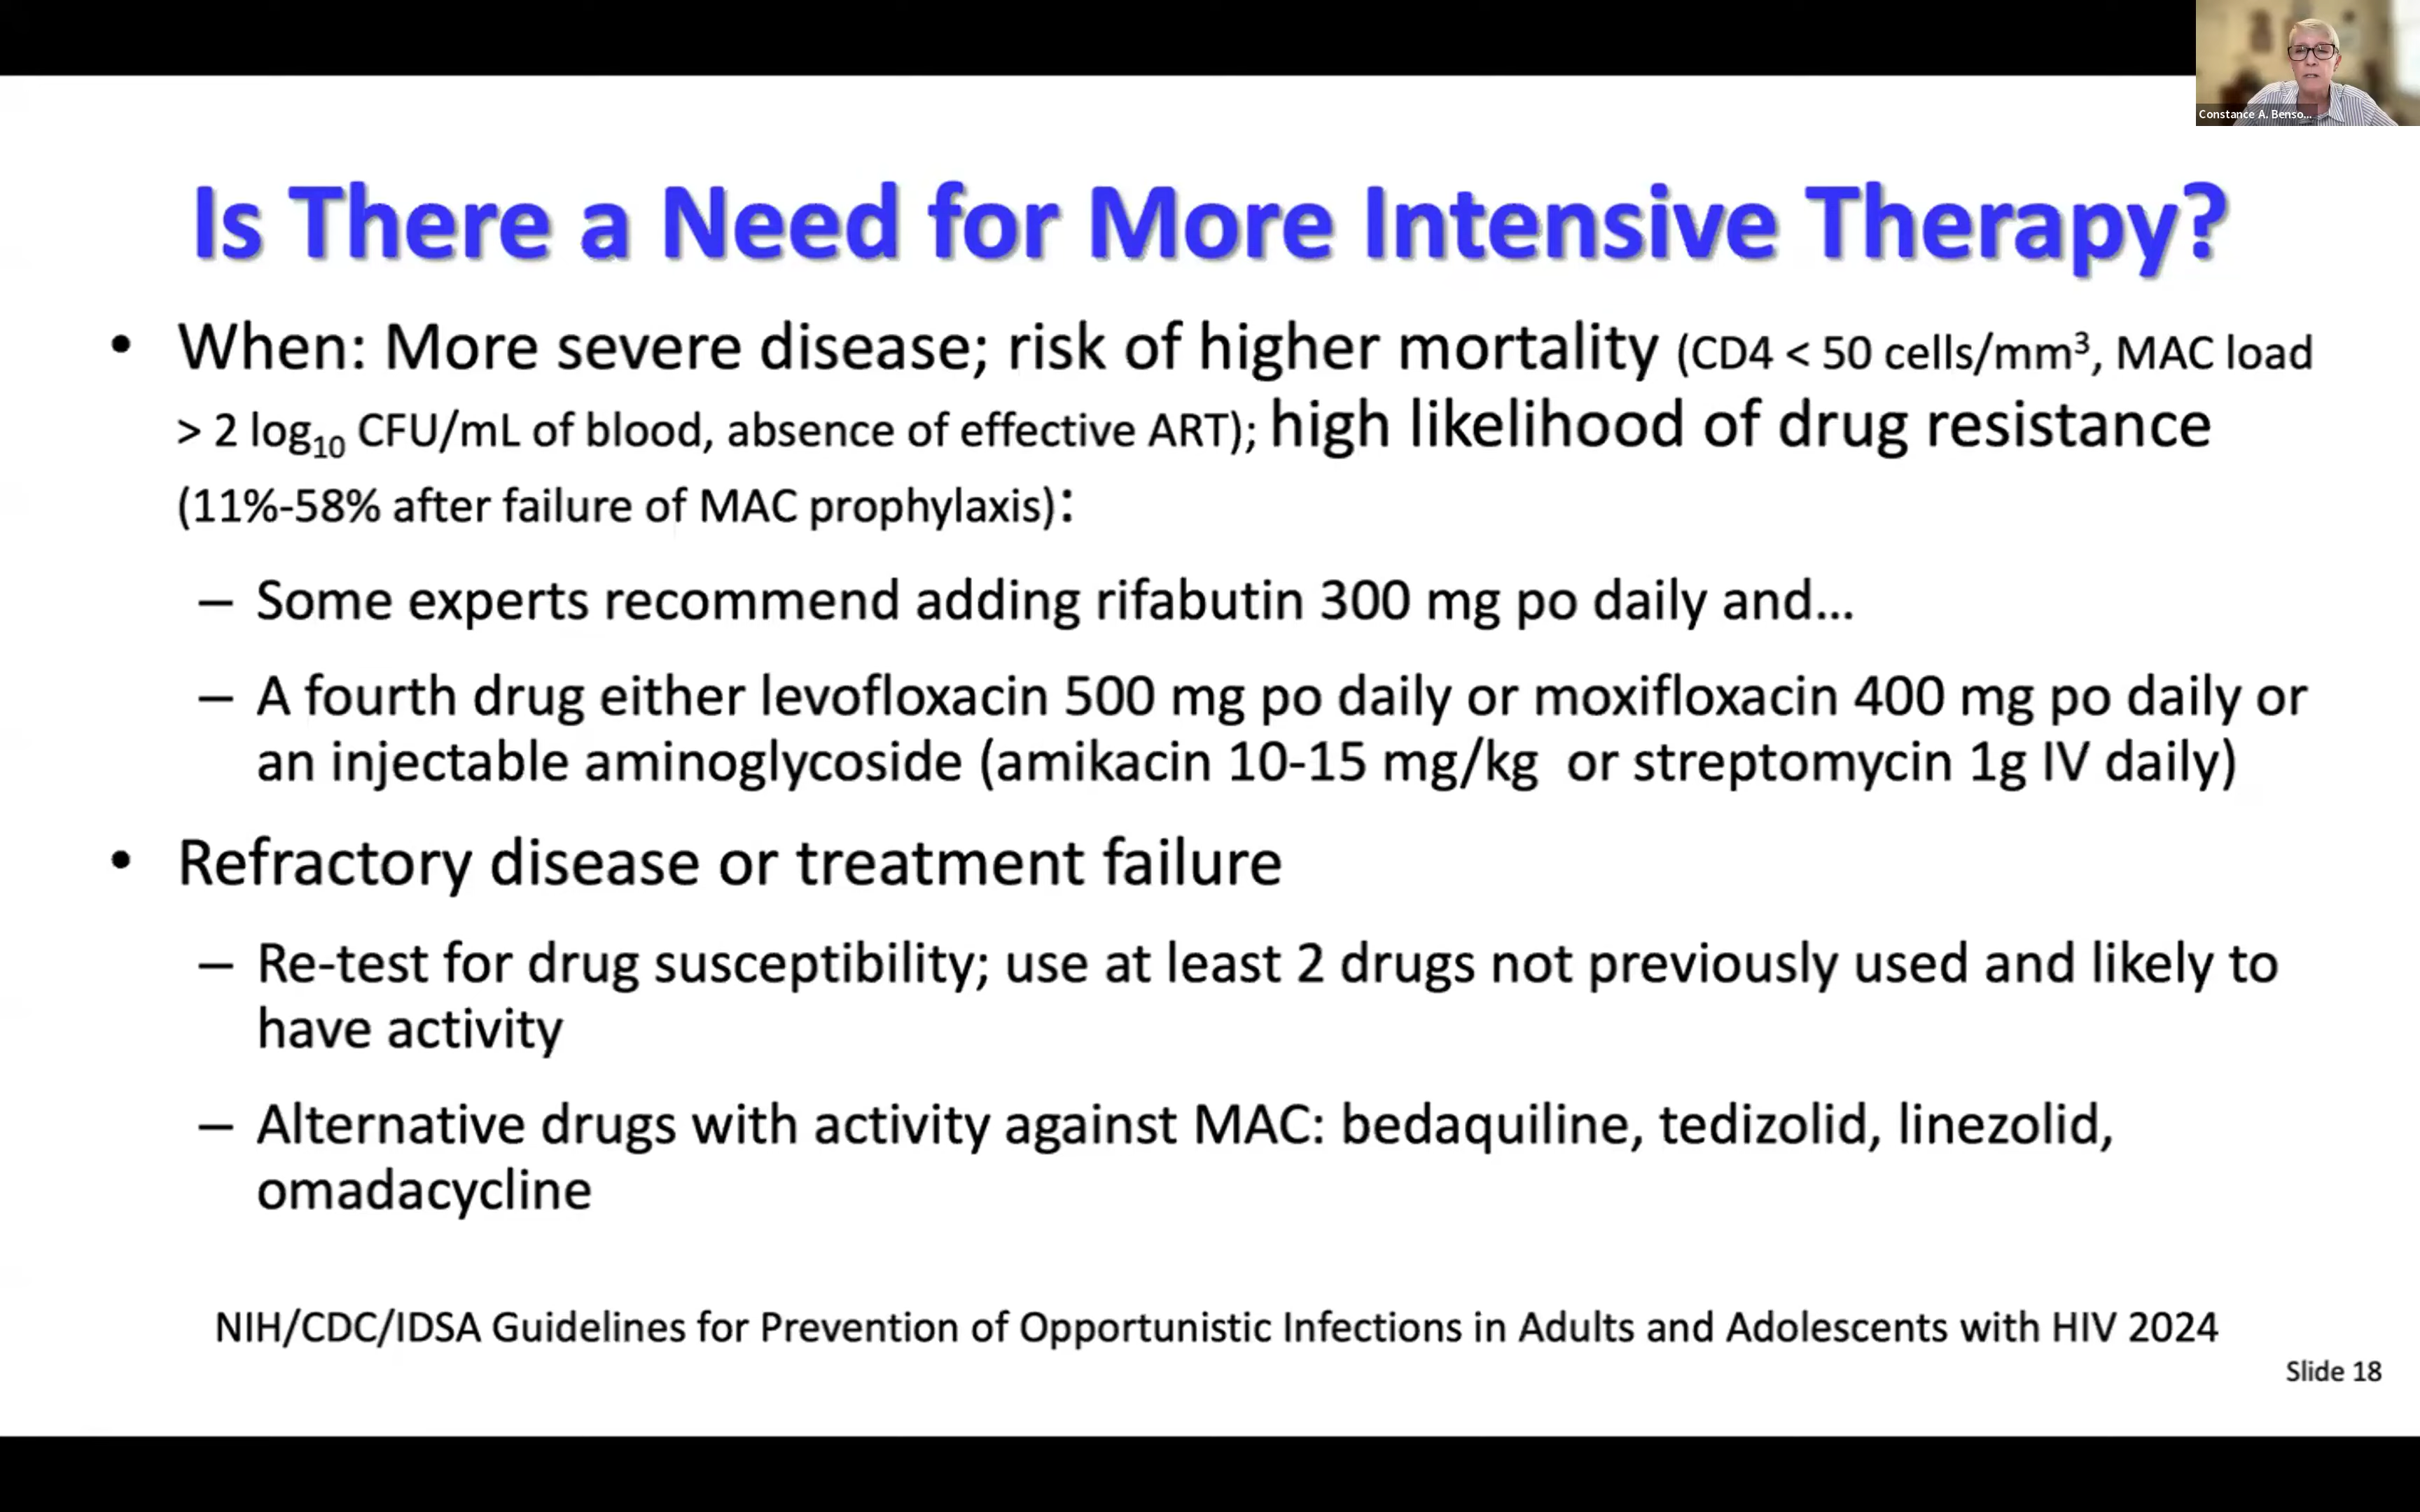 Constance A. Benso...
Is There a Need for More Intensive Therapy?
• When: More severe disease; risk of higher mortality (CD4 < 50 cells/mm³, MAC load
> 2 log₁₀ CFU/mL of blood, absence of effective ART); high likelihood of drug resistance
(11%-58% after failure of MAC prophylaxis):
– Some experts recommend adding rifabutin 300 mg po daily and...
– A fourth drug either levofloxacin 500 mg po daily or moxifloxacin 400 mg po daily or
an injectable aminoglycoside (amikacin 10-15 mg/kg or streptomycin 1g IV daily)
• Refractory disease or treatment failure
– Re-test for drug susceptibility; use at least 2 drugs not previously used and likely to
have activity
– Alternative drugs with activity against MAC: bedaquiline, tedizolid, linezolid,
omadacycline
NIH/CDC/IDSA Guidelines for Prevention of Opportunistic Infections in Adults and Adolescents with HIV 2024
Slide 18